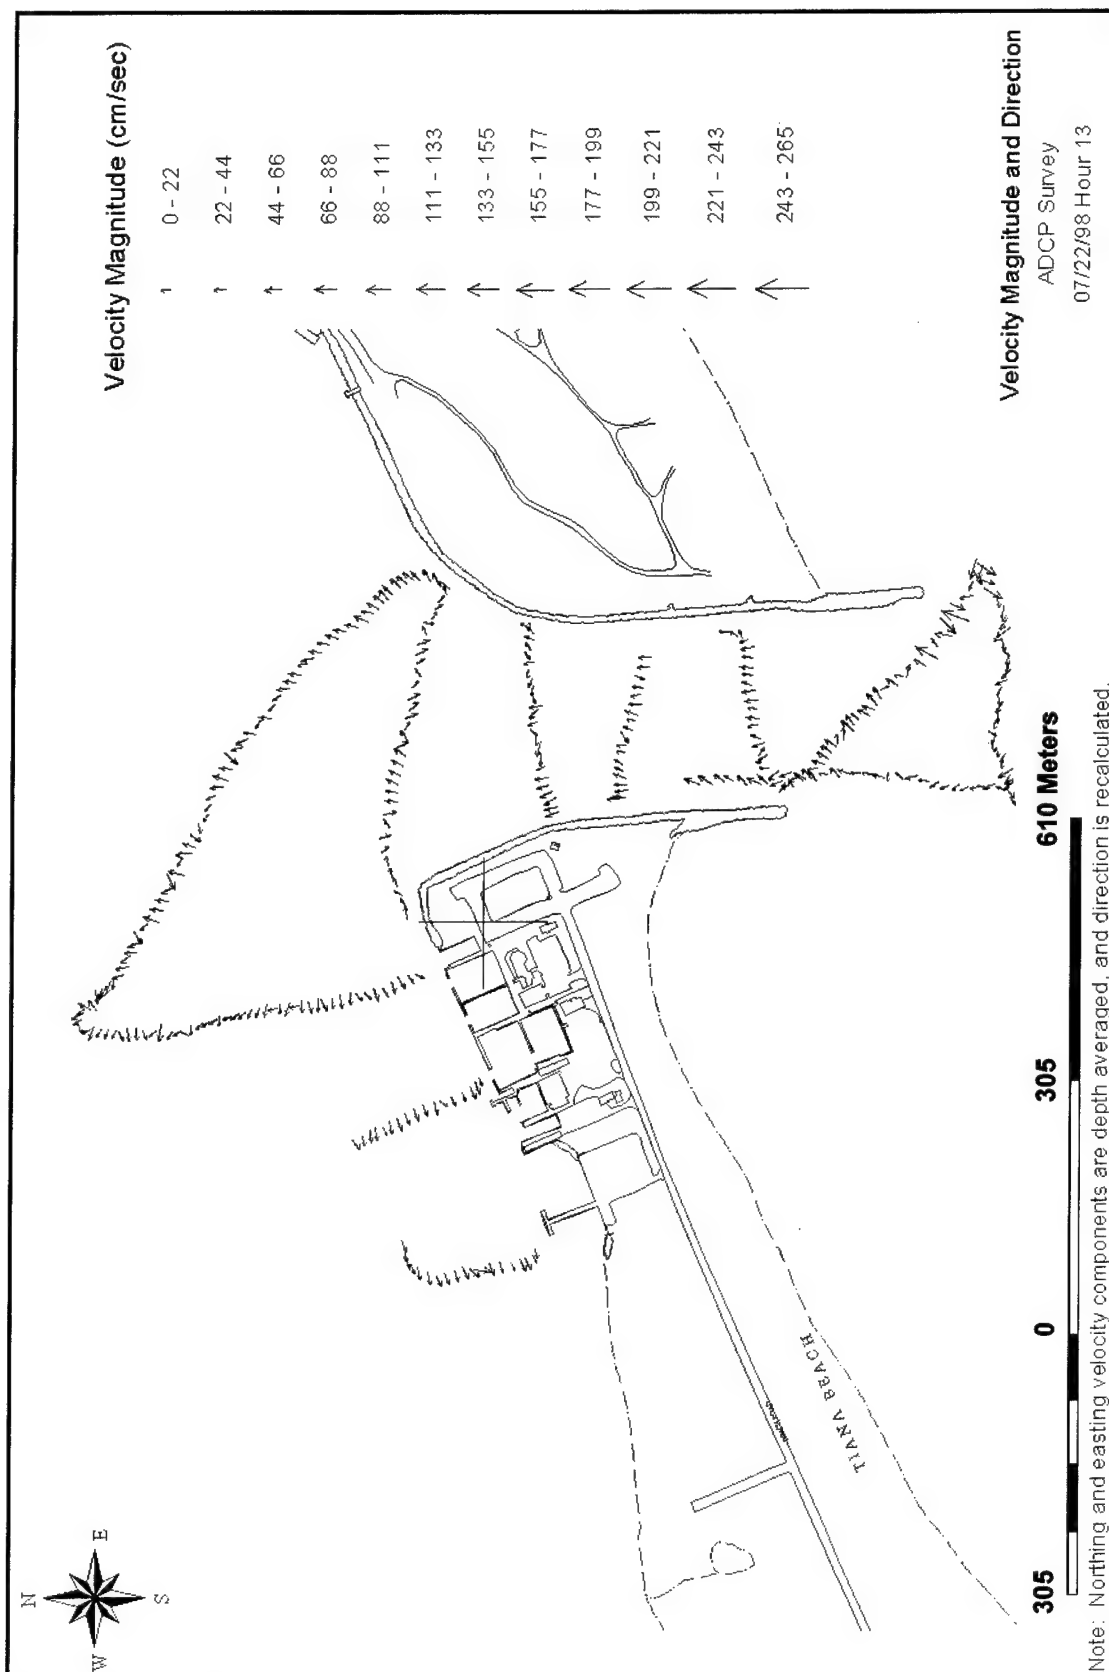 N
W
E
S
Velocity Magnitude (cm/sec)
0 - 22
22 - 44
44 - 66
66 - 88
88 - 111
111 - 133
133 - 155
155 - 177
177 - 199
199 - 221
221 - 243
243 - 265
TIANA BEACH
Velocity Magnitude and Direction
ADCP Survey
07/22/98 Hour 13
305 0 305 610 Meters
Note: Northing and easting velocity components are depth averaged, and direction is recalculated.